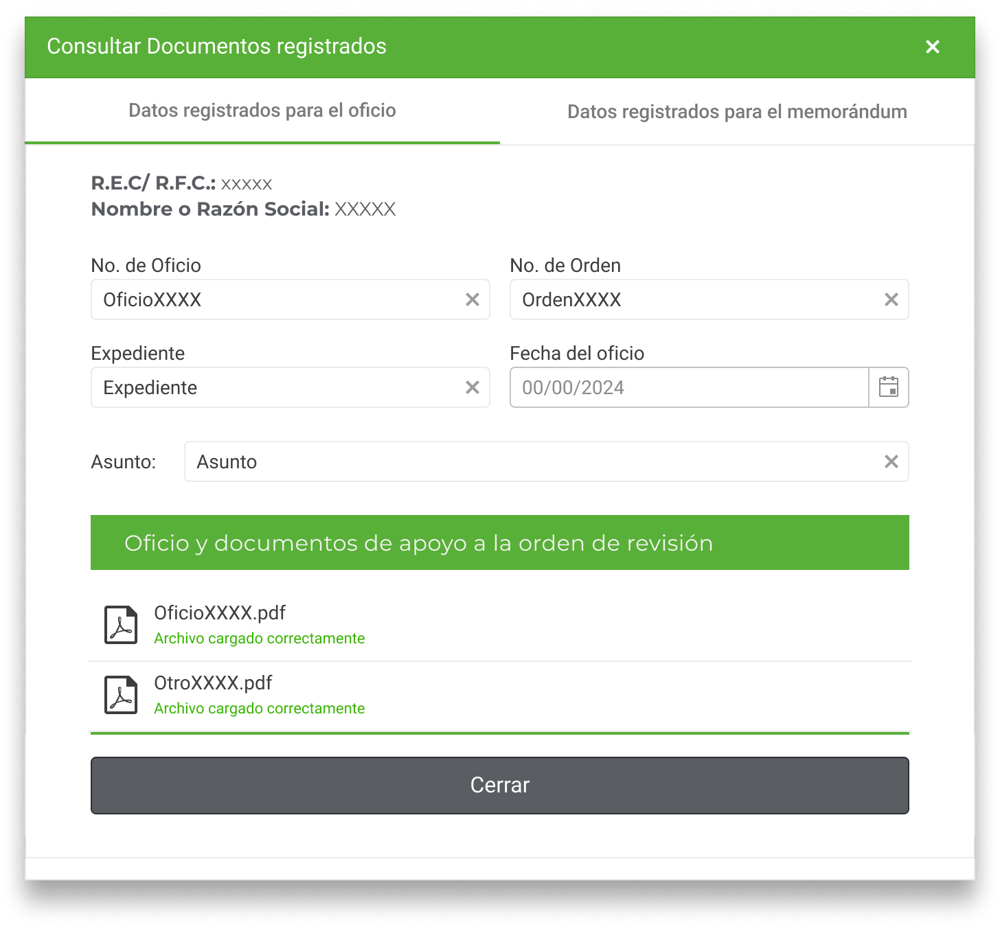 Consultar Documentos registrados
Datos registrados para el oficio
Datos registrados para el memorándum
R.E.C/ R.F.C.: xxxxx
Nombre o Razón Social: XXXXX
No. de Oficio
No. de Orden
OficioXXXX
OrdenXXXX
Expediente
Fecha del oficio
Expediente
00/00/2024
Asunto:
Asunto
Oficio y documentos de apoyo a la orden de revisión
OficioXXXX.pdf
Archivo cargado correctamente
OtroXXXX.pdf
Archivo cargado correctamente
Cerrar